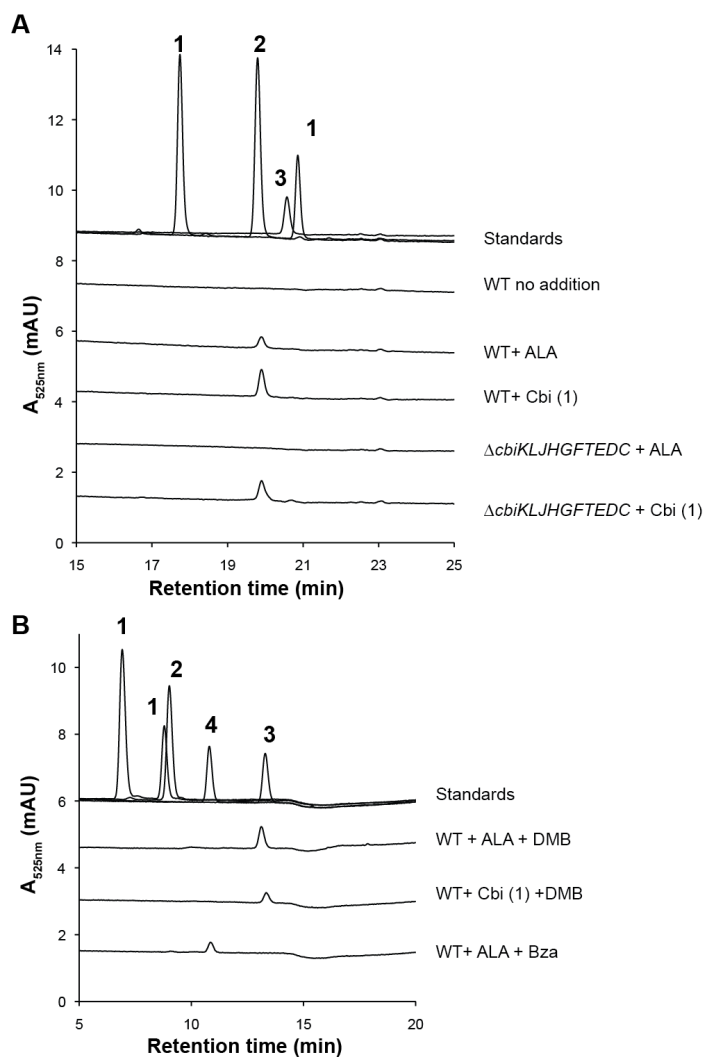 A
1 2
14
1
12
3
10
Standards
8
WT no addition
6
WT+ ALA
4
WT+ Cbi (1)
2
ΔcbiKLJHGFTEDC + ALA
ΔcbiKLJHGFTEDC + Cbi (1)
0
A525nm (mAU)
15 17 19 21 23 25
Retention time (min)
B
1
2
10
1 4 3
8
6
Standards
WT + ALA + DMB
4
WT+ Cbi (1) +DMB
2
WT+ ALA + Bza
0
A525nm (mAU)
5 10 15 20
Retention time (min)